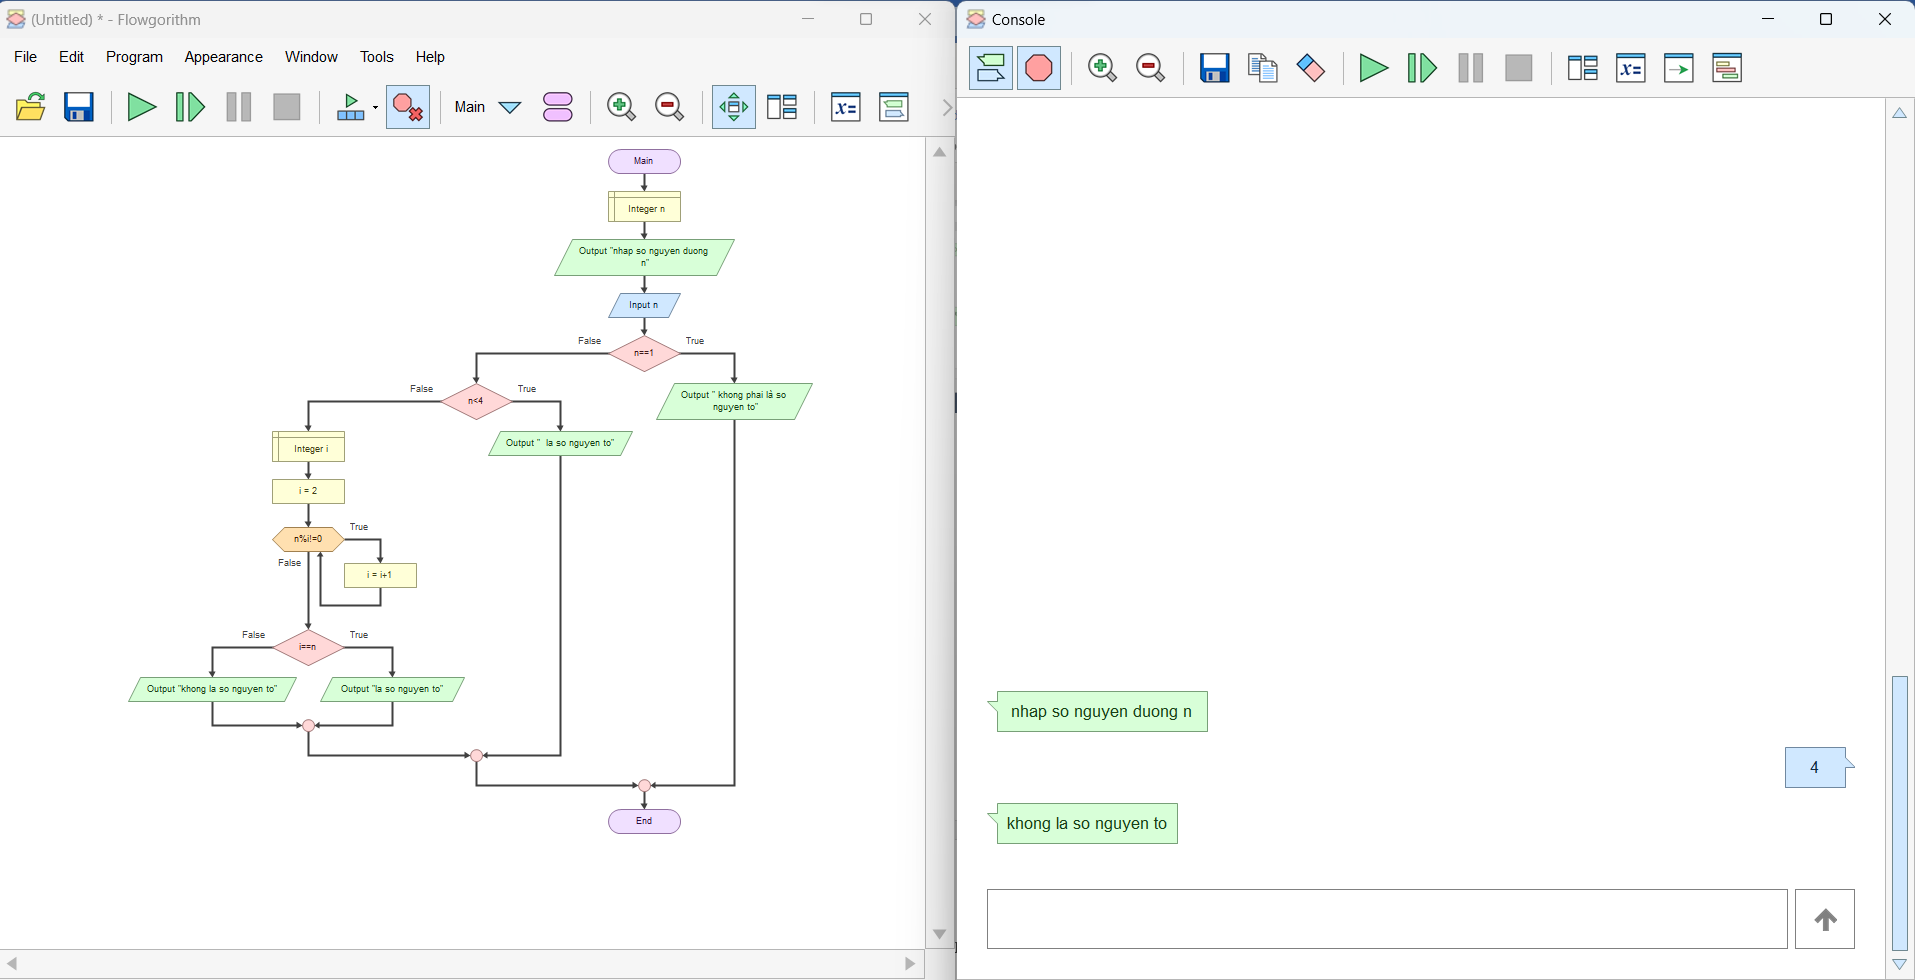 (Untitled) * - Flowgorithm
File Edit Program Appearance Window Tools Help
Main
x=
Main
Integer n
Output "nhap so nguyen duong
n"
Input n
False
True
n==1
False
True
n<4
Output " khong phai là so
nguyen to"
Integer i
Output "  la so nguyen to"
i = 2
True
n%i!=0
False
i = i+1
False
True
i==n
Output "khong la so nguyen to"
Output "la so nguyen to"
End
Console
x=
nhap so nguyen duong n
4
khong la so nguyen to